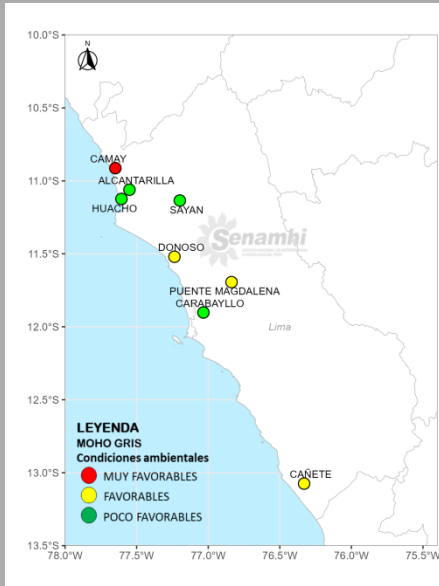 10.0°S
N
10.5°S
CAMAY
11.0°S
ALCANTARILLA
HUACHO
SAYAN
Senamhi
11.5°S
DONOSO
PUENTE MAGDALENA
CARABAYLLO
12.0°S
Lima
12.5°S
LEYENDA
MOHO GRIS
Condiciones ambientales
MUY FAVORABLES
FAVORABLES
POCO FAVORABLES
13.0°S
CAÑETE
13.5°S
78.0°W 77.5°W 77.0°W 76.5°W 76.0°W 75.5°W